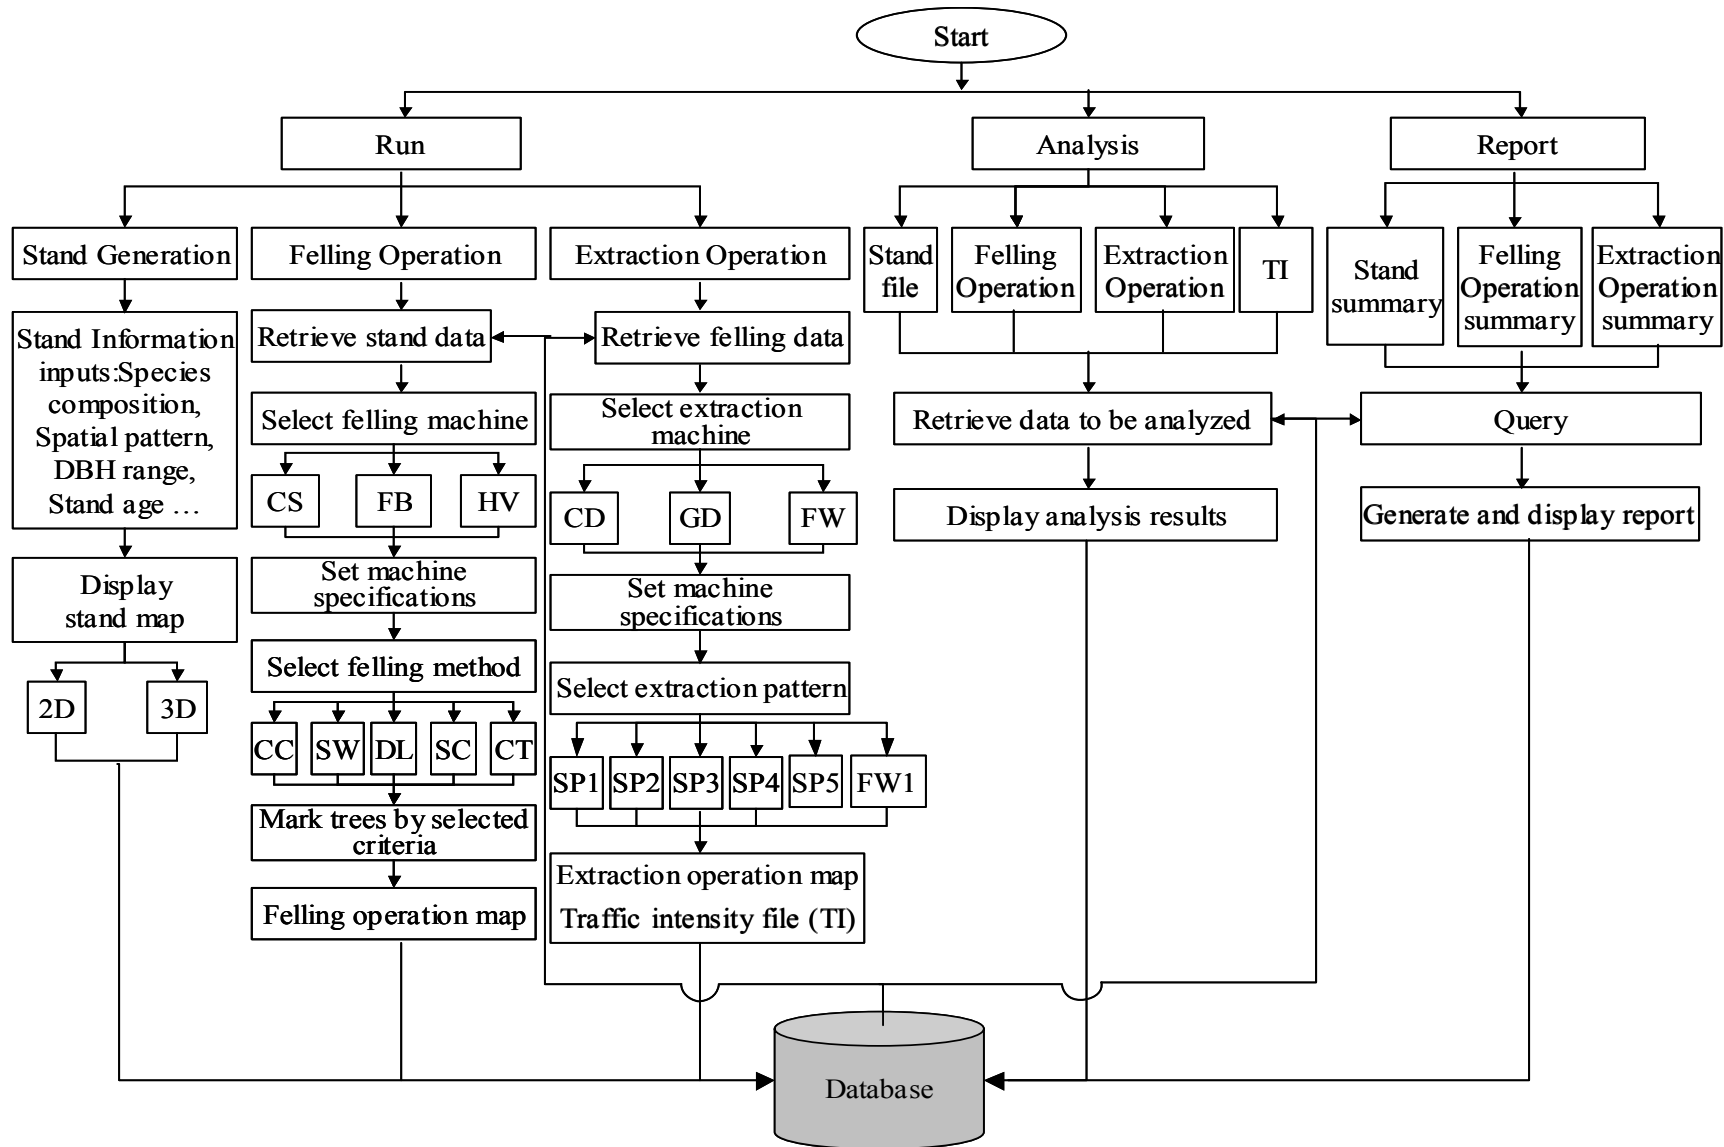 Start
Run
Analysis
Report
Stand Generation
Felling Operation
Extraction Operation
Stand
file
Felling
Operation
Extraction
Operation
TI
Stand
summary
Felling
Operation
summary
Extraction
Operation
summary
Stand Information
inputs:Species
composition,
Spatial pattern,
DBH range,
Stand age ...
Display
stand map
2D
3D
Retrieve stand data
Select felling machine
CS
FB
HV
Set machine
specifications
Select felling method
CC
SW
DL
SC
CT
Mark trees by selected
criteria
Felling operation map
Retrieve felling data
Select extraction
machine
CD
GD
FW
Set machine
specifications
Select extraction pattern
SP1
SP2
SP3
SP4
SP5
FW1
Extraction operation map
Traffic intensity file (TI)
Retrieve data to be analyzed
Display analysis results
Query
Generate and display report
Database